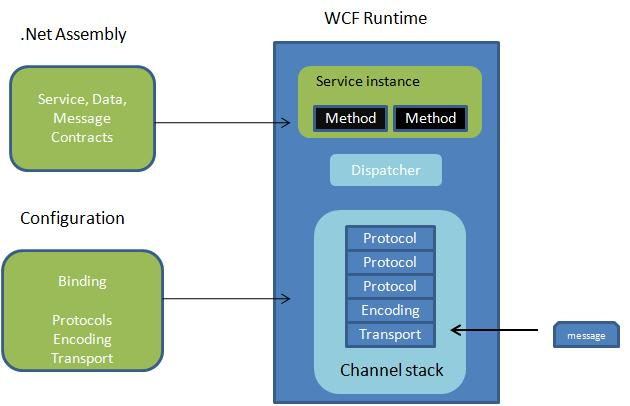 WCF Runtime
.Net Assembly
Service, Data,
Message
Contracts
Service instance
Method Method
Dispatcher
Configuration
Binding
Protocols
Encoding
Transport
Protocol
Protocol
Protocol
Encoding
Transport
Channel stack
message